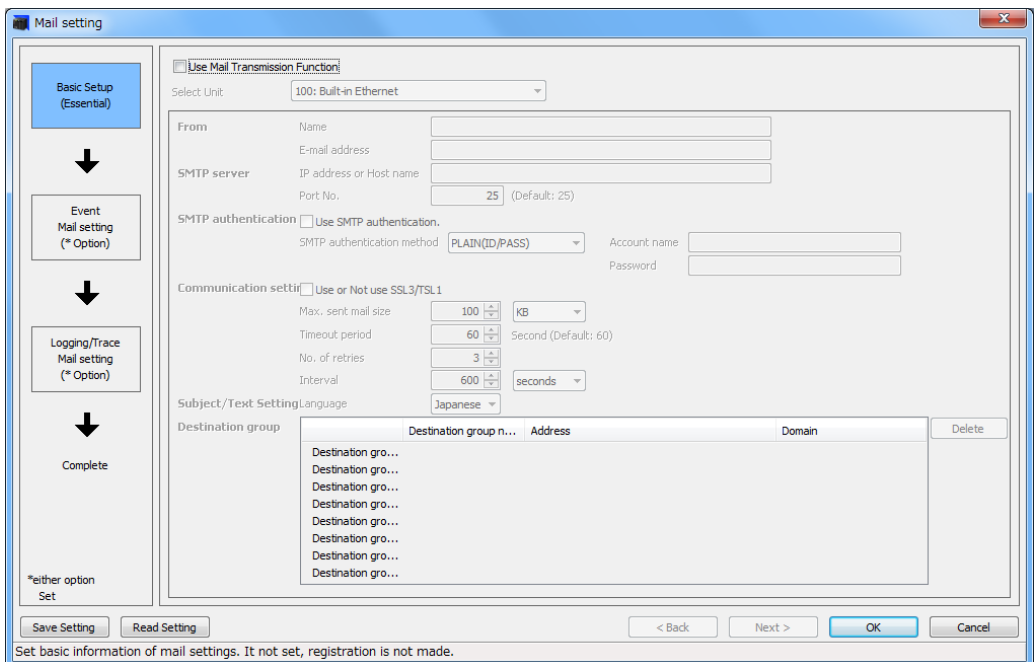 Mail setting
Basic Setup
(Essential)
Event
Mail setting
(* Option)
Logging/Trace
Mail setting
(* Option)
Complete
*either option
Set
Use Mail Transmission Function
Select Unit 100: Built-in Ethernet
From Name
E-mail address
SMTP server IP address or Host name
Port No. 25 (Default: 25)
SMTP authentication Use SMTP authentication.
SMTP authentication method PLAIN(ID/PASS) Account name
Password
Communication settin Use or Not use SSL3/TSL1
Max. sent mail size 100 KB
Timeout period 60 Second (Default: 60)
No. of retries 3
Interval 600 seconds
Subject/Text Setting Language Japanese
Destination group Destination group n... Address Domain Delete
Destination gro...
Destination gro...
Destination gro...
Destination gro...
Destination gro...
Destination gro...
Destination gro...
Destination gro...
Save Setting Read Setting < Back Next > OK Cancel
Set basic information of mail settings. It not set, registration is not made.